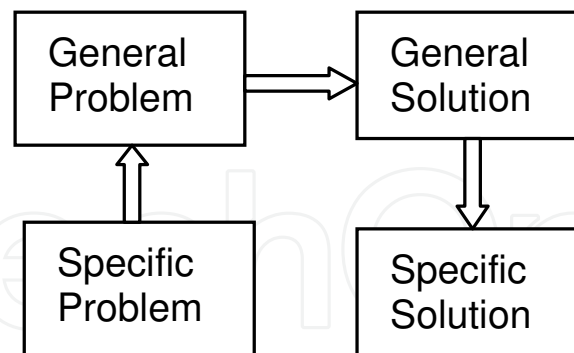 General
Problem
General
Solution
Specific
Problem
Specific
Solution